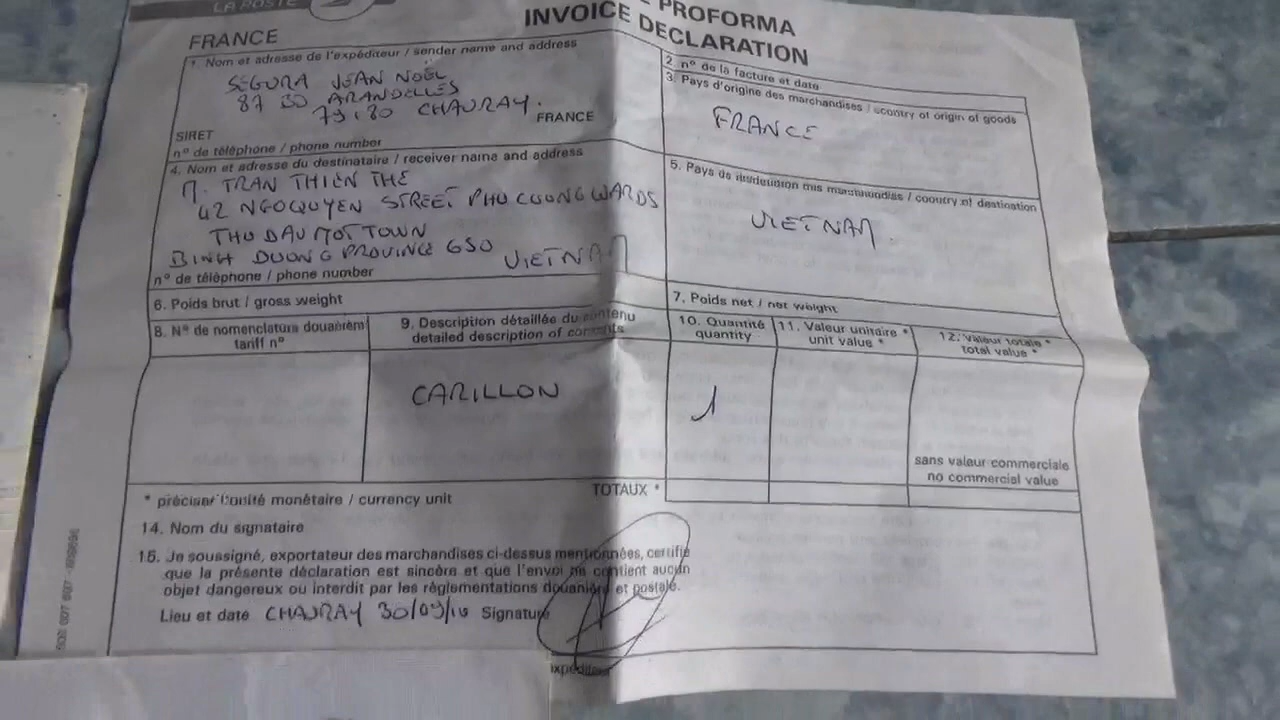 LA POSTE
PROFORMA
INVOICE DECLARATION
FRANCE
1. Nom et adresse de l'expéditeur / sender name and address
SEGURA JEAN NOËL
ARANDELLES
CHAURAY.
FRANCE
SIRET
n° de téléphone / phone number
2. n° de la facture et date
3. Pays d'origine des marchandises / country of origin of goods
FRANCE
4. Nom et adresse du destinataire / receiver name and address
M. TRAN THIEN THE
42 NGOQUYEN STREET PHU CUONG WARDS
THU DAU MOT TOWN
BINH DUONG PROVINCE 650 VIETNAM
n° de téléphone / phone number
5. Pays de destination des marchandises / country of destination
VIETNAM
6. Poids brut / gross weight
7. Poids net / net weight
8. N° de nomenclature douanière
tariff n°
9. Description détaillée du contenu
detailed description of contents
10. Quantité
quantity
11. Valeur unitaire *
unit value *
12. Valeur totale *
total value *
CARILLON
1
sans valeur commerciale
no commercial value
* préciser l'unité monétaire / currency unit
TOTAUX *
14. Nom du signataire
15. Je soussigné, exportateur des marchandises ci-dessus mentionnées, certifie
que la présente déclaration est sincère et que l'envoi ne contient aucun
objet dangereux ou interdit par les règlementations douanière et postale.
Lieu et date CHAURAY 30/09/16 Signature